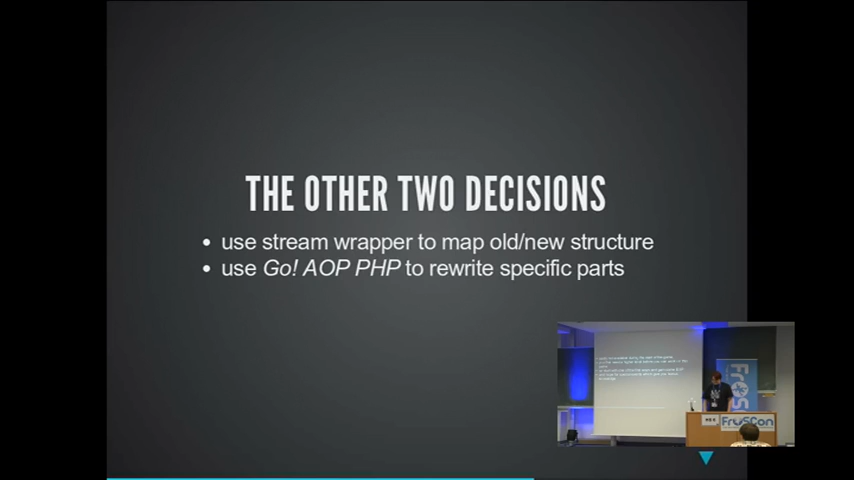 THE OTHER TWO DECISIONS
• use stream wrapper to map old/new structure
• use Go! AOP PHP to rewrite specific parts
FrOSCon